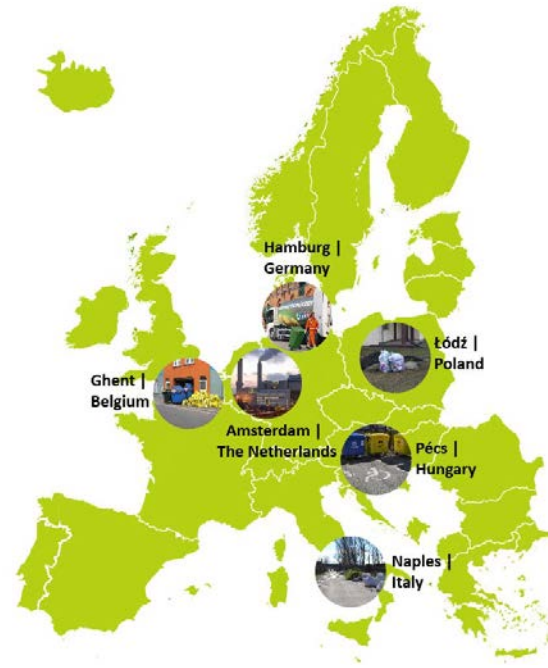 Hamburg |
Germany
Łódź |
Poland
Ghent |
Belgium
Amsterdam |
The Netherlands
Pécs |
Hungary
Naples |
Italy